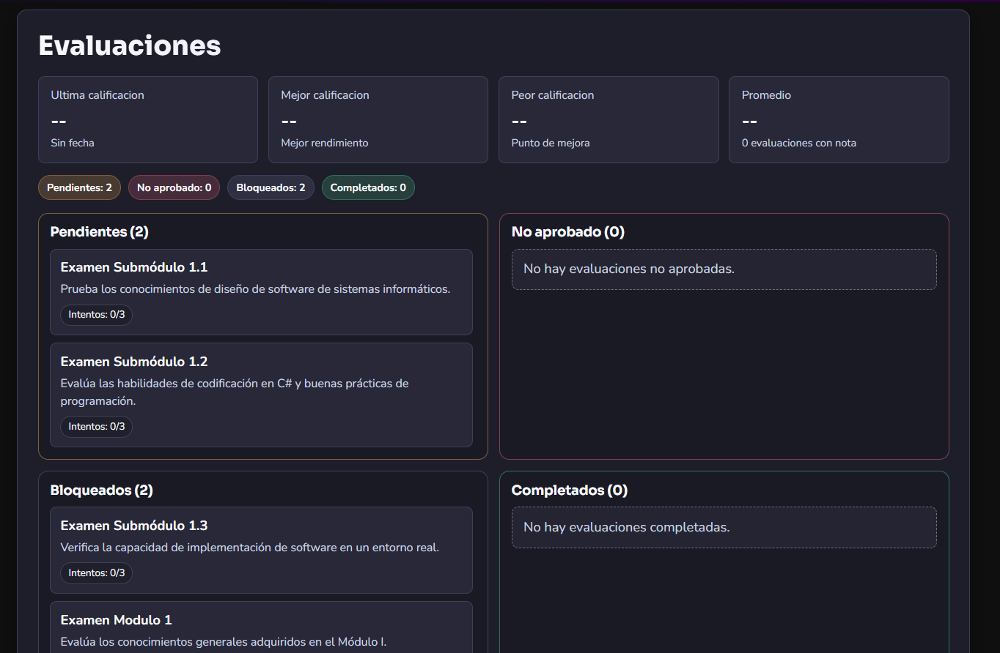 Evaluaciones
Ultima calificacion
--
Sin fecha
Mejor calificacion
--
Mejor rendimiento
Peor calificacion
--
Punto de mejora
Promedio
--
0 evaluaciones con nota
Pendientes: 2
No aprobado: 0
Bloqueados: 2
Completados: 0
Pendientes (2)
Examen Submódulo 1.1
Prueba los conocimientos de diseño de software de sistemas informáticos.
Intentos: 0/3
Examen Submódulo 1.2
Evalúa las habilidades de codificación en C# y buenas prácticas de
programación.
Intentos: 0/3
No aprobado (0)
No hay evaluaciones no aprobadas.
Bloqueados (2)
Examen Submódulo 1.3
Verifica la capacidad de implementación de software en un entorno real.
Intentos: 0/3
Examen Modulo 1
Evalúa los conocimientos generales adquiridos en el Módulo I.
Completados (0)
No hay evaluaciones completadas.